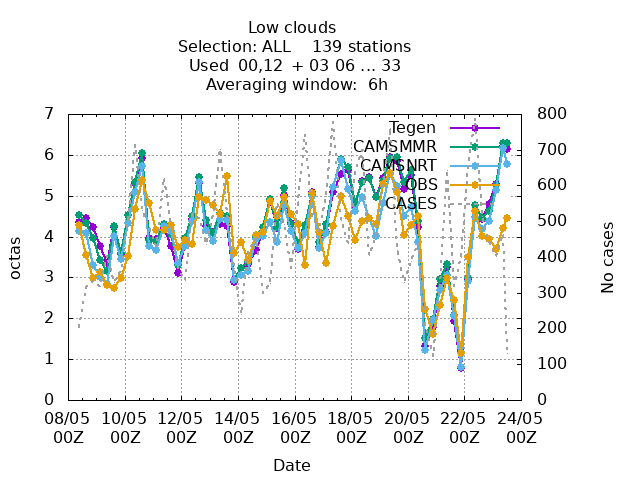 Low clouds
Selection: ALL 139 stations
Used 00,12 + 03 06 ... 33
Averaging window: 6h
7 800
Tegen
CAMSMMR
6 700
CAMSNRT
OBS
5 600
CASES
500
4
400
3
300
2
200
1
100
0 0
octas
No cases
08/05 10/05 12/05 14/05 16/05 18/05 20/05 22/05 24/05
00Z 00Z 00Z 00Z 00Z 00Z 00Z 00Z 00Z
Date